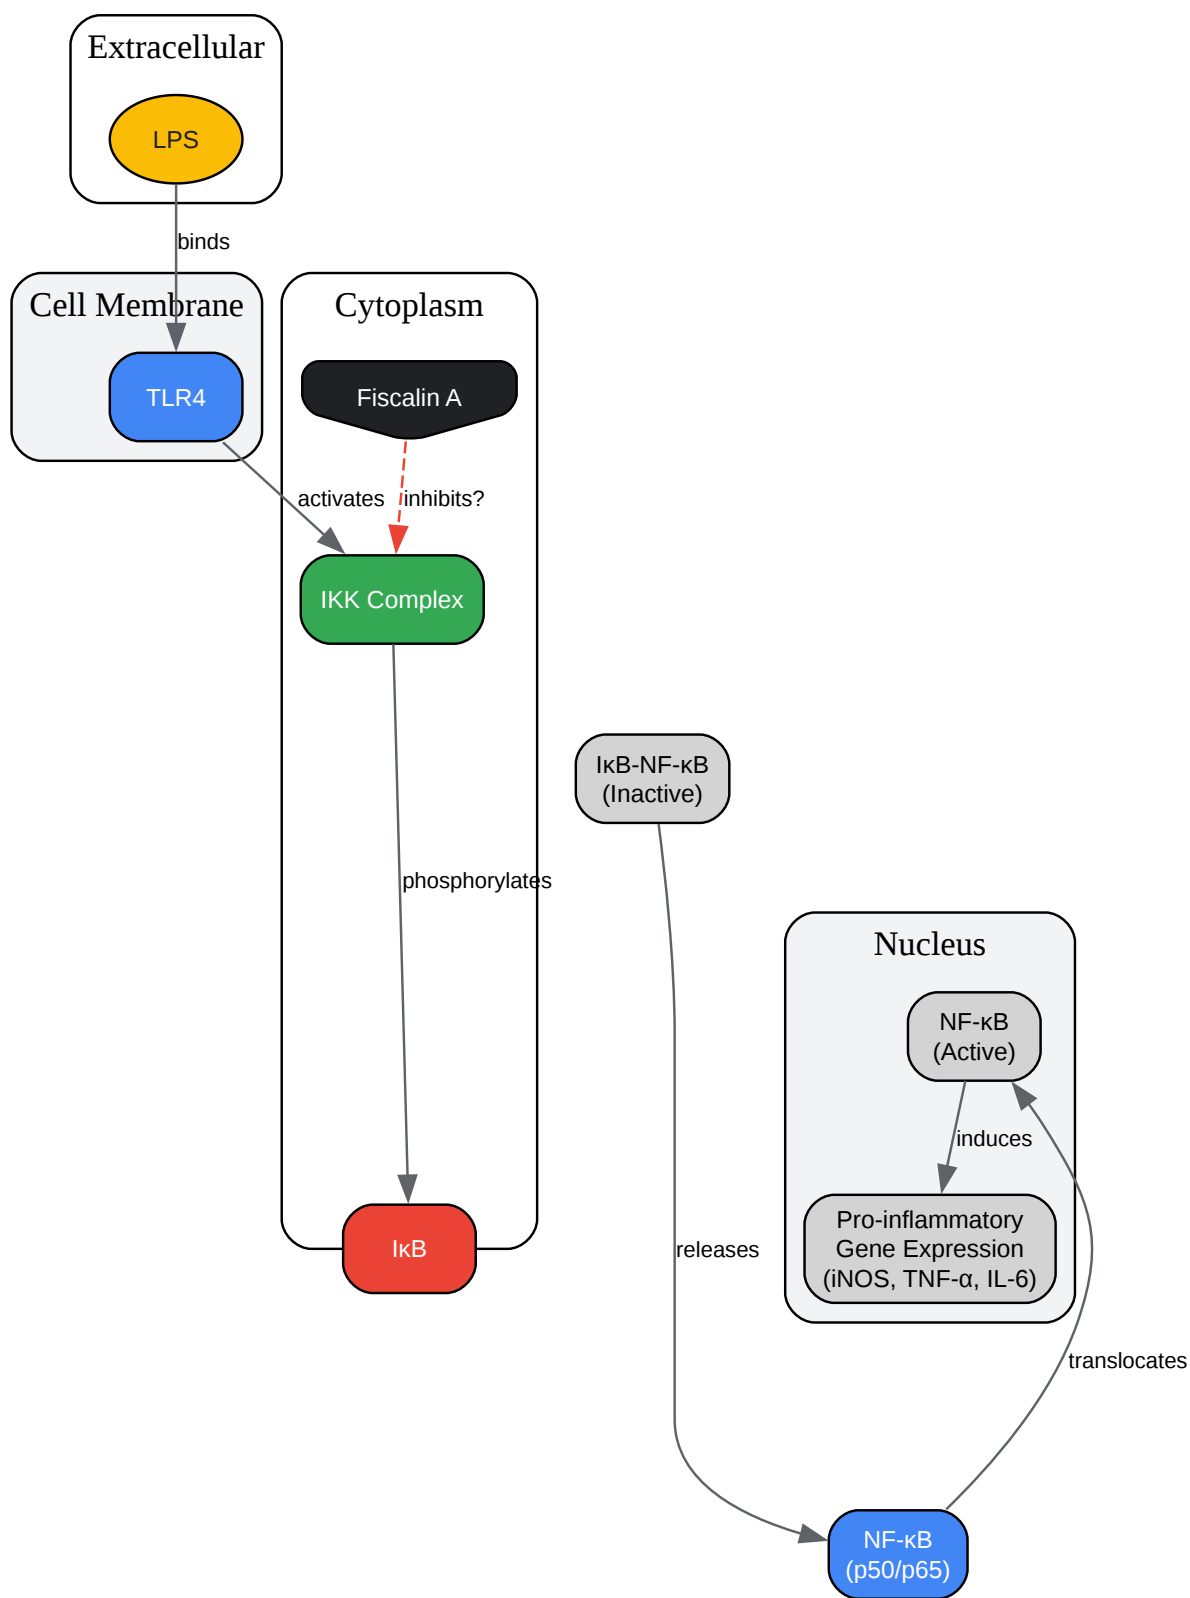 Extracellular
LPS
binds
Cell Membrane
TLR4
Cytoplasm
Fiscalin A
activates
inhibits?
IKK Complex
IκB-NF-κB
(Inactive)
phosphorylates
Nucleus
NF-κB
(Active)
induces
Pro-inflammatory
Gene Expression
(iNOS, TNF-α, IL-6)
IκB
releases
translocates
NF-κB
(p50/p65)